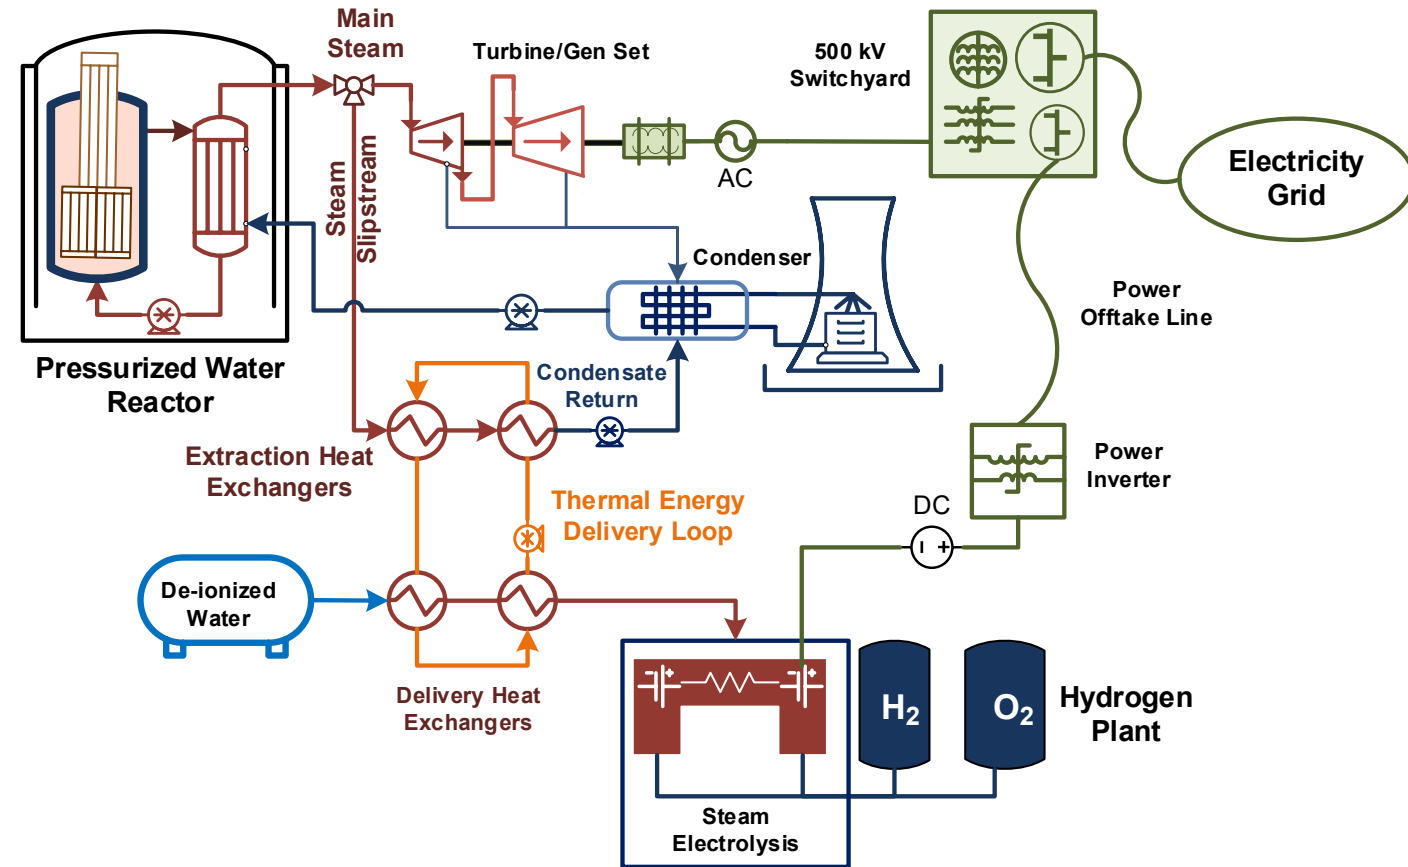 Main
Steam
Turbine/Gen Set
500 kV
Switchyard
Electricity
Grid
AC
Steam
Slipstream
Condenser
Power
Offtake Line
Pressurized Water
Reactor
Condensate
Return
Extraction Heat
Exchangers
Power
Inverter
Thermal Energy
Delivery Loop
DC
- +
De-ionized
Water
Delivery Heat
Exchangers
- +
- +
H2
O2
Hydrogen
Plant
Steam
Electrolysis